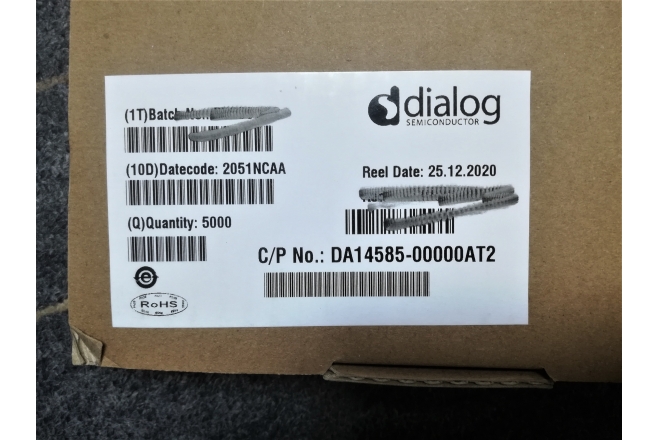 (1T)Batch
dialog
SEMICONDUCTOR
(10D)Datecode: 2051NCAA
Reel Date: 25.12.2020
(Q)Quantity: 5000
C/P No.: DA14585-00000AT2
e
RoHS